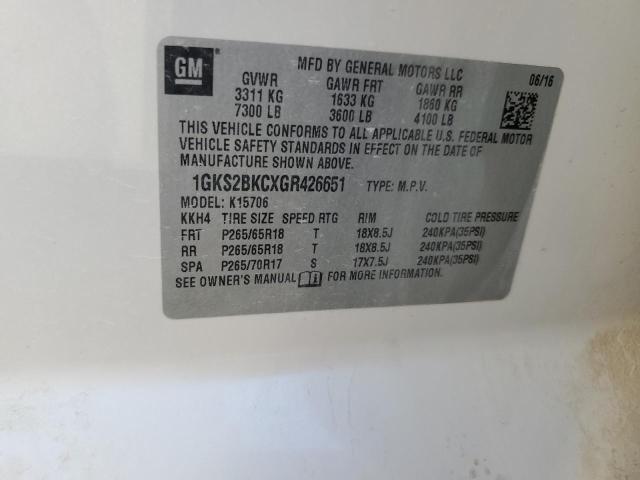 GM
MFD BY GENERAL MOTORS LLC 06/16
GVWR GAWR FRT GAWR RR
3311 KG 1633 KG 1860 KG
7300 LB 3600 LB 4100 LB
THIS VEHICLE CONFORMS TO ALL APPLICABLE U.S. FEDERAL MOTOR
VEHICLE SAFETY STANDARDS IN EFFECT ON THE DATE OF
MANUFACTURE SHOWN ABOVE.
1GKS2BKCXGR426651 TYPE: M.P.V.
MODEL: K15706
KKH4 TIRE SIZE SPEED RTG RIM COLD TIRE PRESSURE
FRT P265/65R18 T 18X8.5J 240KPA(35PSI)
RR P265/65R18 T 18X8.5J 240KPA(35PSI)
SPA P265/70R17 S 17X7.5J 240KPA(35PSI)
SEE OWNER'S MANUAL FOR MORE INFORMATION.